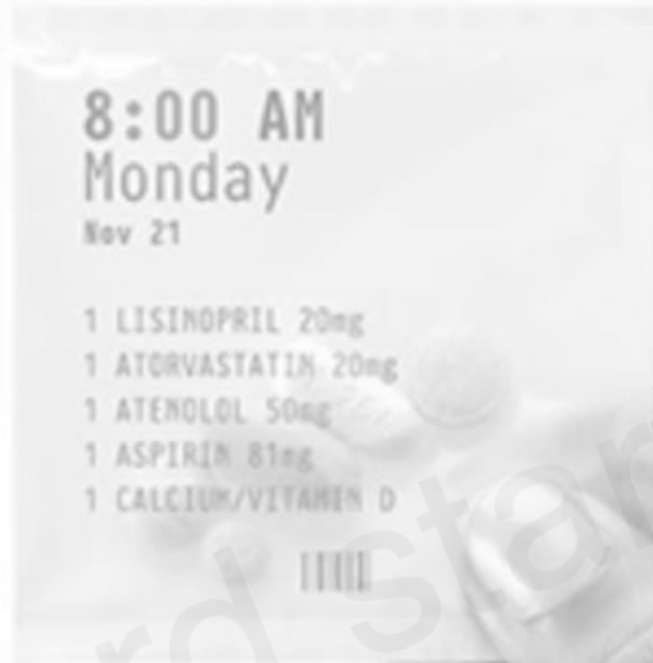 8:00 AM
Monday
Nov 21
1 LISINOPRIL 20mg
1 ATORVASTATIN 20mg
1 ATENOLOL 50mg
1 ASPIRIN 81mg
1 CALCIUM/VITAMIN D